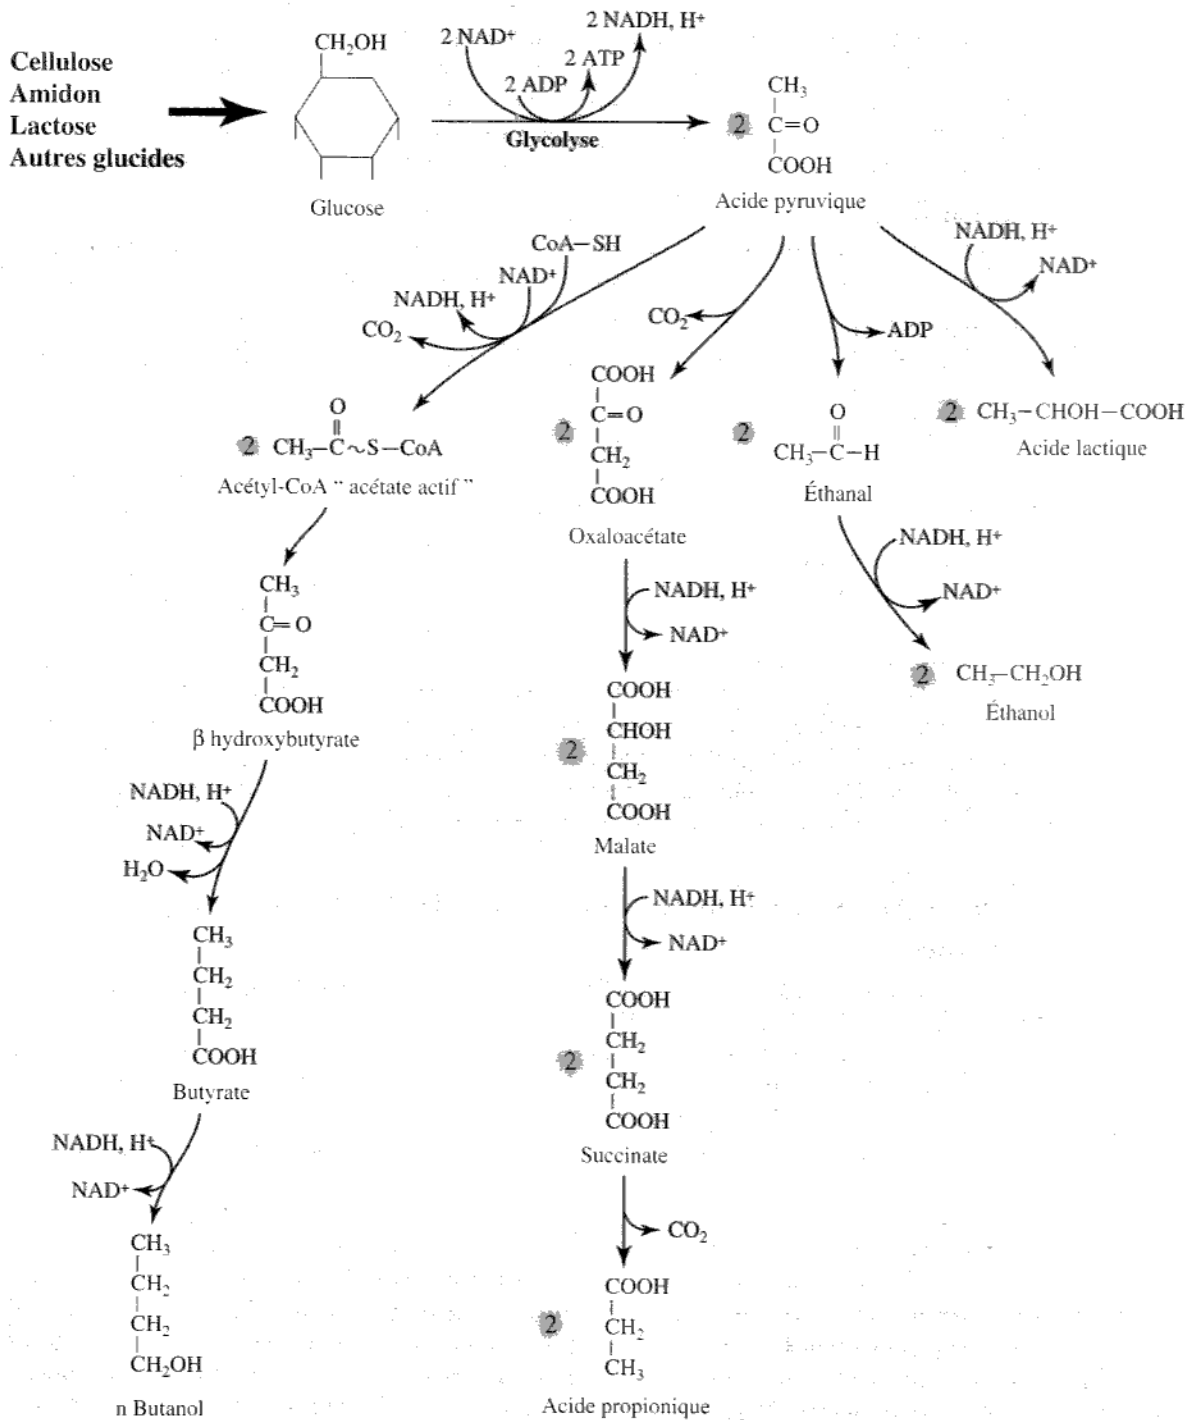 Cellulose
Amidon
Lactose
Autres glucides
CH₂OH
Glucose
2 NAD⁺
2 ADP
2 ATP
2 NADH, H⁺
Glycolyse
2
CH₃
C=O
COOH
Acide pyruvique
CoA–SH
NAD⁺
NADH, H⁺
CO₂
CO₂
ADP
NADH, H⁺
NAD⁺
O
2 CH₃–C~S–CoA
Acétyl-CoA " acétate actif "
COOH
2 C=O
CH₂
COOH
Oxaloacétate
O
2 CH₃–C–H
Éthanal
2 CH₃–CHOH–COOH
Acide lactique
NADH, H⁺
NAD⁺
2 CH₃–CH₂OH
Éthanol
CH₃
C=O
CH₂
COOH
β hydroxybutyrate
NADH, H⁺
NAD⁺
COOH
CHOH
2
CH₂
COOH
Malate
NADH, H⁺
NAD⁺
H₂O
CH₃
CH₂
CH₂
COOH
Butyrate
NADH, H⁺
NAD⁺
COOH
CH₂
2
CH₂
COOH
Succinate
NADH, H⁺
NAD⁺
CH₃
CH₂
CH₂
CH₂OH
n Butanol
CO₂
COOH
2 CH₂
CH₃
Acide propionique